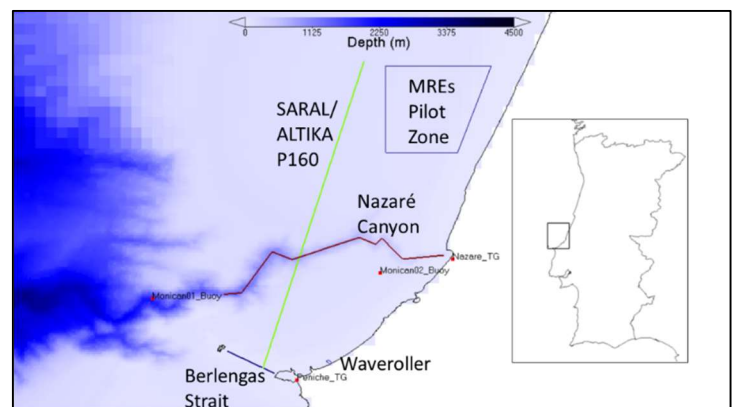 0 1125 2250 3375 4500
Depth (m)
SARAL/
ALTIKA
P160
MREs
Pilot
Zone
Nazaré
Canyon
Nazare_TG
Monican02_Buoy
Monican01_Buoy
Waveroller
Peniche_TG
Berlengas
Strait